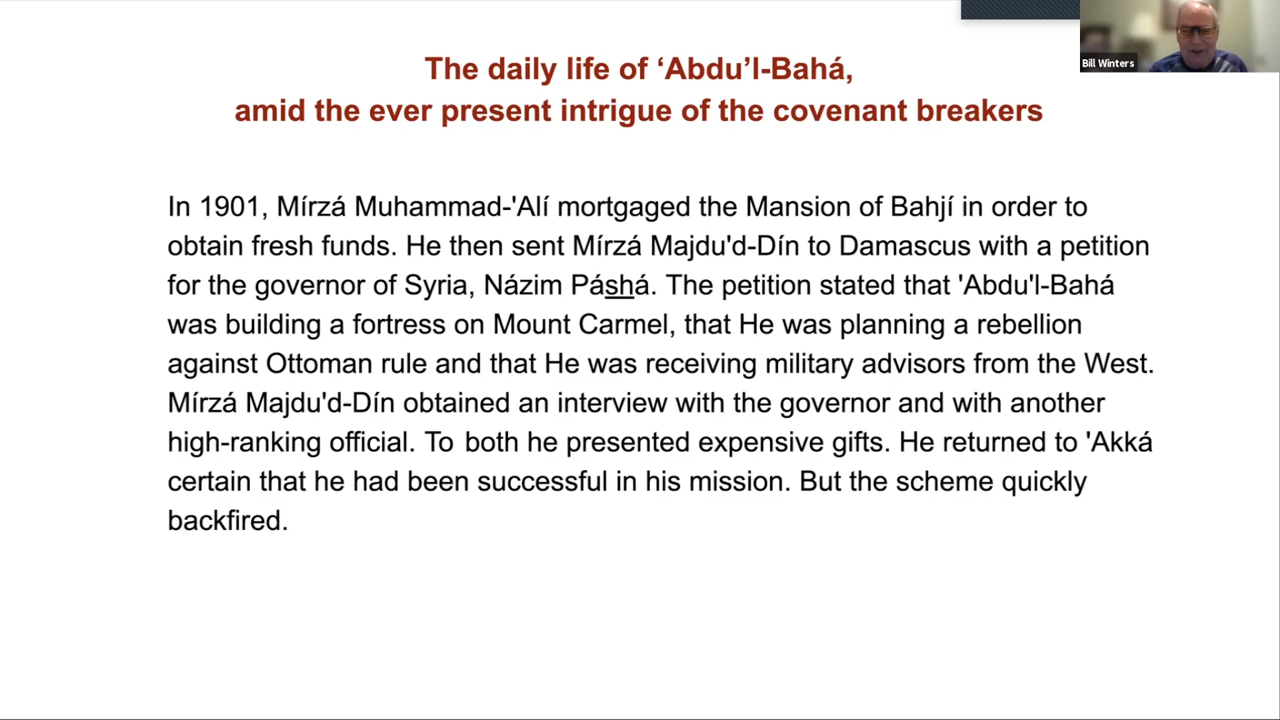 The daily life of ‘Abdu’l-Bahá,
amid the ever present intrigue of the covenant breakers
Bill Winters
In 1901, Mírzá Muhammad-'Alí mortgaged the Mansion of Bahjí in order to
obtain fresh funds. He then sent Mírzá Majdu'd-Dín to Damascus with a petition
for the governor of Syria, Názim Páshá. The petition stated that 'Abdu'l-Bahá
was building a fortress on Mount Carmel, that He was planning a rebellion
against Ottoman rule and that He was receiving military advisors from the West.
Mírzá Majdu'd-Dín obtained an interview with the governor and with another
high-ranking official. To both he presented expensive gifts. He returned to 'Akká
certain that he had been successful in his mission. But the scheme quickly
backfired.